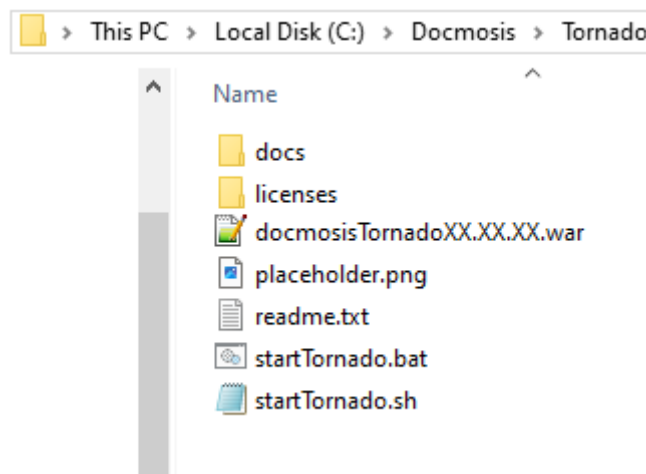 This PC > Local Disk (C:) > Docmosis > Tornado
Name
docs
licenses
docmosisTornadoXX.XX.XX.war
placeholder.png
readme.txt
startTornado.bat
startTornado.sh